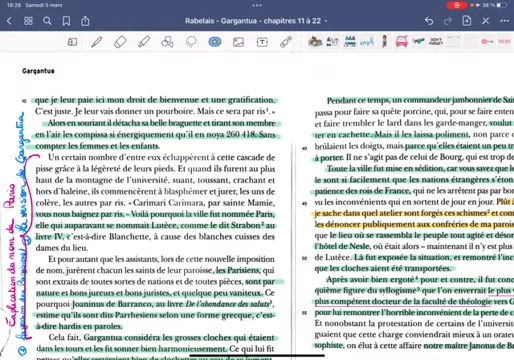 19:28 Samedi 5 mars
36 %
Rabelais - Gargantua - chapitres 11 à 22
Gargantua
que je leur paie ici mon droit de bienvenue et une gratification.
C'est juste. Je leur vais donner un pourboire. Mais ce sera par ris¹. »
Alors en souriant il détacha sa belle braguette et tirant son membre
en l'air les compissa si énergiquement qu'il en noya 260 418. Sans
compter les femmes et les enfants.
Un certain nombre d'entre eux échappèrent à cette cascade de
pisse grâce à la légèreté de leurs pieds. Et quand ils furent au plus
haut de la montagne de l'université, suant, toussant, crachant et
hors d'haleine, ils commencèrent à blasphémer et jurer, les uns de
colère, les autres par ris. « Carimari Carimara, par sainte Mamie,
vous nous baignez par ris. » - Voilà pourquoi la ville fut nommée Paris,
elle qui auparavant se nommait Lutèce, comme le dit Strabon² au
livre IV, c'est-à-dire Blanchette, à cause des blanches cuisses des
dames du lieu.
Et pour autant que les assistants, lors de cette nouvelle imposition
de nom, jurèrent chacun les saints de leur paroisse, les Parisiens, qui
sont extraits de toutes sortes de nations et de toutes pièces, sont par
nature et bons jureurs et bons juristes, et quelque peu vaniteux. Ce
pourquoi Joaninus de Barranco, au livre De l'abondance des saluts³,
estime qu'ils sont dits Parrhesiens selon une forme grecque, c'est-
à-dire hardis en paroles.
Cela fait, Gargantua considéra les grosses cloches qui étaient
dans les tours et les fit sonner bien harmonieusement. Ce qui lui fit
Explication du nom de Paris
Pendant ce temps, un commandeur jambonnier de Sain
passa pour faire sa quête porcine, qui, pour se faire enten
et faire trembler le lard dans les garde-manger, voulut
ter en cachette. Mais il les laissa poliment, non parce
brûlaient les doigts, mais parce qu'elles étaient un peu tr
à porter. Il ne s'agit pas de celui de Bourg, qui est trop d
Toute la ville fut mise en sédition, car vous savez que le
le sont si facilement que les nations étrangères s'éton
patience des rois de France, qui ne les arrêtent pas par bo
vu les inconvénients qui en sortent de jour en jour. Plût à
je sache dans quel atelier sont forgés ces schismes et com
les dénoncer publiquement aux confréries de ma parois
que le lieu où se rassembla le peuple tout agité et désor
l'hôtel de Nesle, où était alors – maintenant il n'y est plus
de Lutèce. Là fut exposée la situation, et remontré l'inco
que les cloches aient été transportées.
Après avoir bien ergoté⁴ pour et contre, il fut con
quième figure du syllogisme que l'on enverrait le plus
plus compétent docteur de la faculté de théologie vers G
pour lui remontrer l'horrible inconvénient de la perte de c
Et nonobstant la protestation de certains de l'universi
guaient que cette charge conviendrait mieux à un orateu
sophiste, on élut à cette affaire notre maître Janotus de B